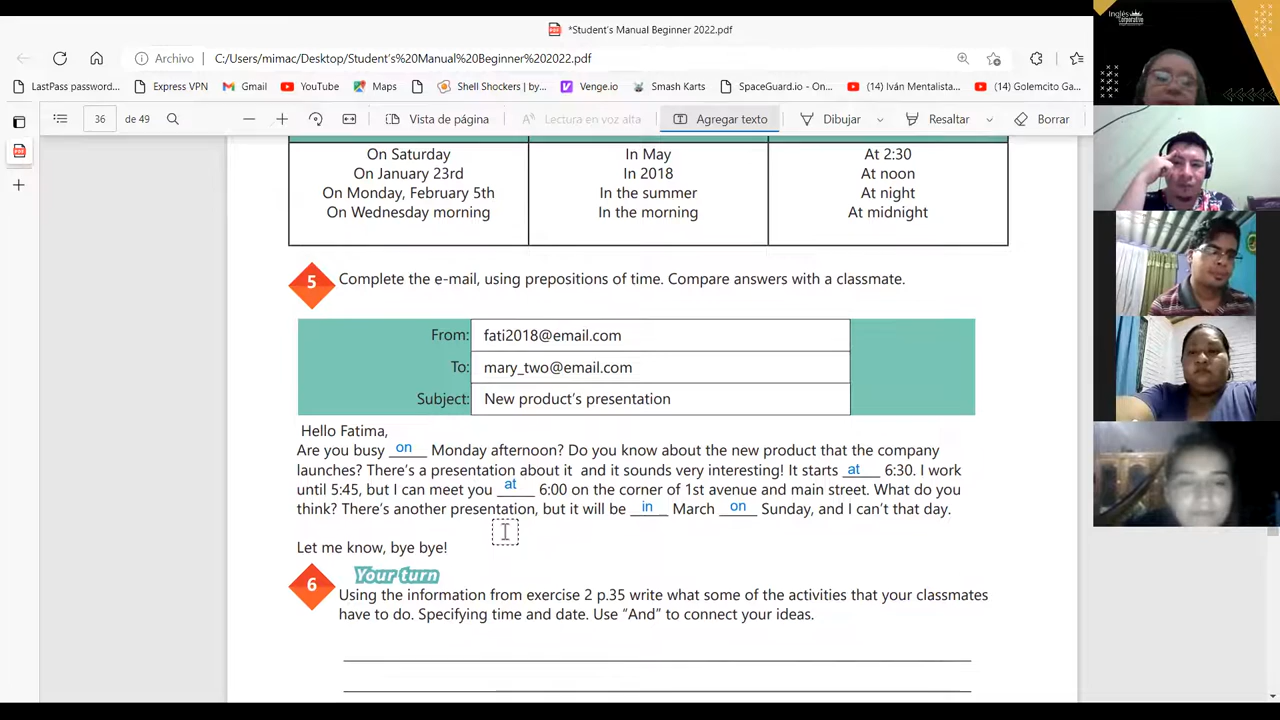 *Student's Manual Beginner 2022.pdf
Archivo
C:/Users/mimac/Desktop/Student's%20Manual%20Beginner%202022.pdf
LastPass password...
Express VPN
Gmail
YouTube
Maps
Shell Shockers | by...
Venge.io
Smash Karts
SpaceGuard.io - On...
(14) Iván Mentalista...
(14) Golemcito Ga...
36
de 49
Vista de página
Lectura en voz alta
Agregar texto
Dibujar
Resaltar
Borrar
On Saturday
On January 23rd
On Monday, February 5th
On Wednesday morning
In May
In 2018
In the summer
In the morning
At 2:30
At noon
At night
At midnight
5
Complete the e-mail, using prepositions of time. Compare answers with a classmate.
From: fati2018@email.com
To: mary_two@email.com
Subject: New product's presentation
Hello Fatima,
Are you busy on Monday afternoon? Do you know about the new product that the company
launches? There's a presentation about it and it sounds very interesting! It starts at 6:30. I work
until 5:45, but I can meet you at 6:00 on the corner of 1st avenue and main street. What do you
think? There's another presentation, but it will be in March on Sunday, and I can't that day.
Let me know, bye bye!
6
Your turn
Using the information from exercise 2 p.35 write what some of the activities that your classmates
have to do. Specifying time and date. Use "And" to connect your ideas.
Inglés
Corporativo